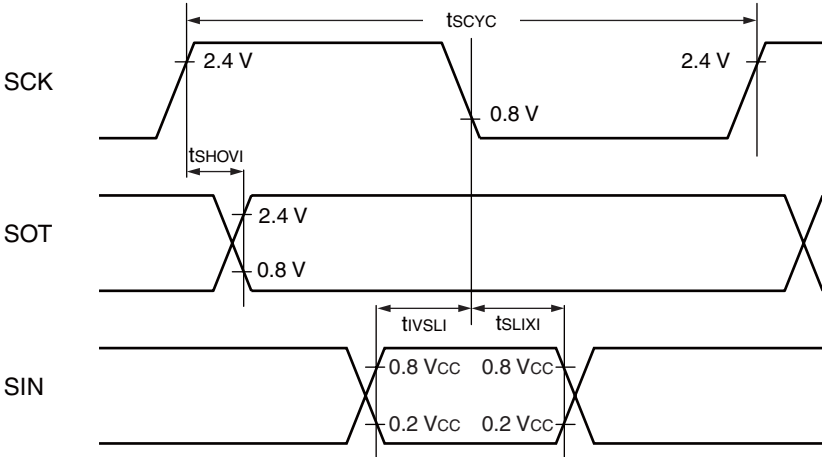 tSCYC
SCK
2.4 V
2.4 V
0.8 V
tSHOVI
SOT
2.4 V
0.8 V
tIVSLI
tSLIXI
SIN
0.8 VCC
0.8 VCC
0.2 VCC
0.2 VCC